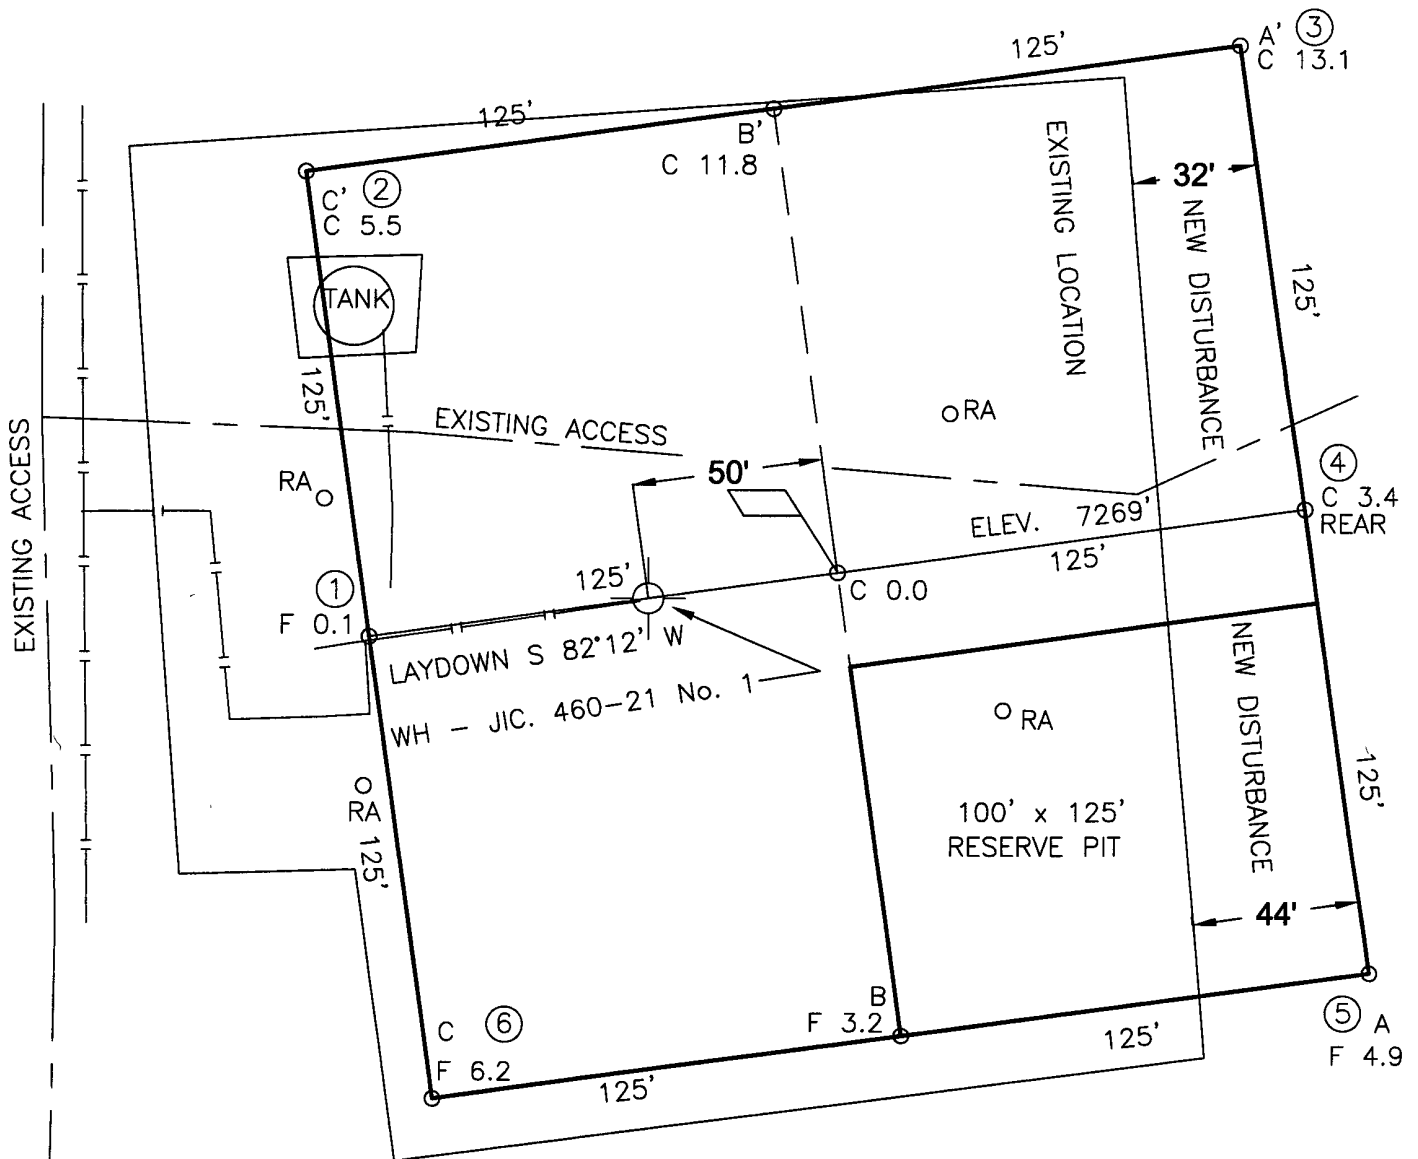 125'
A' ③
C 13.1
125'
B'
C 11.8
C' ②
C 5.5
EXISTING LOCATION
32'
NEW DISTURBANCE
125'
TANK
125'
EXISTING ACCESS
RA
EXISTING ACCESS
RA
50'
④
C 3.4
REAR
ELEV. 7269'
125'
①
F 0.1
125'
C 0.0
LAYDOWN S 82°12' W
WH - JIC. 460-21 No. 1
RA
NEW DISTURBANCE
125'
RA
125'
100' x 125'
RESERVE PIT
44'
C ⑥
F 6.2
125'
B
F 3.2
125'
⑤ A
F 4.9